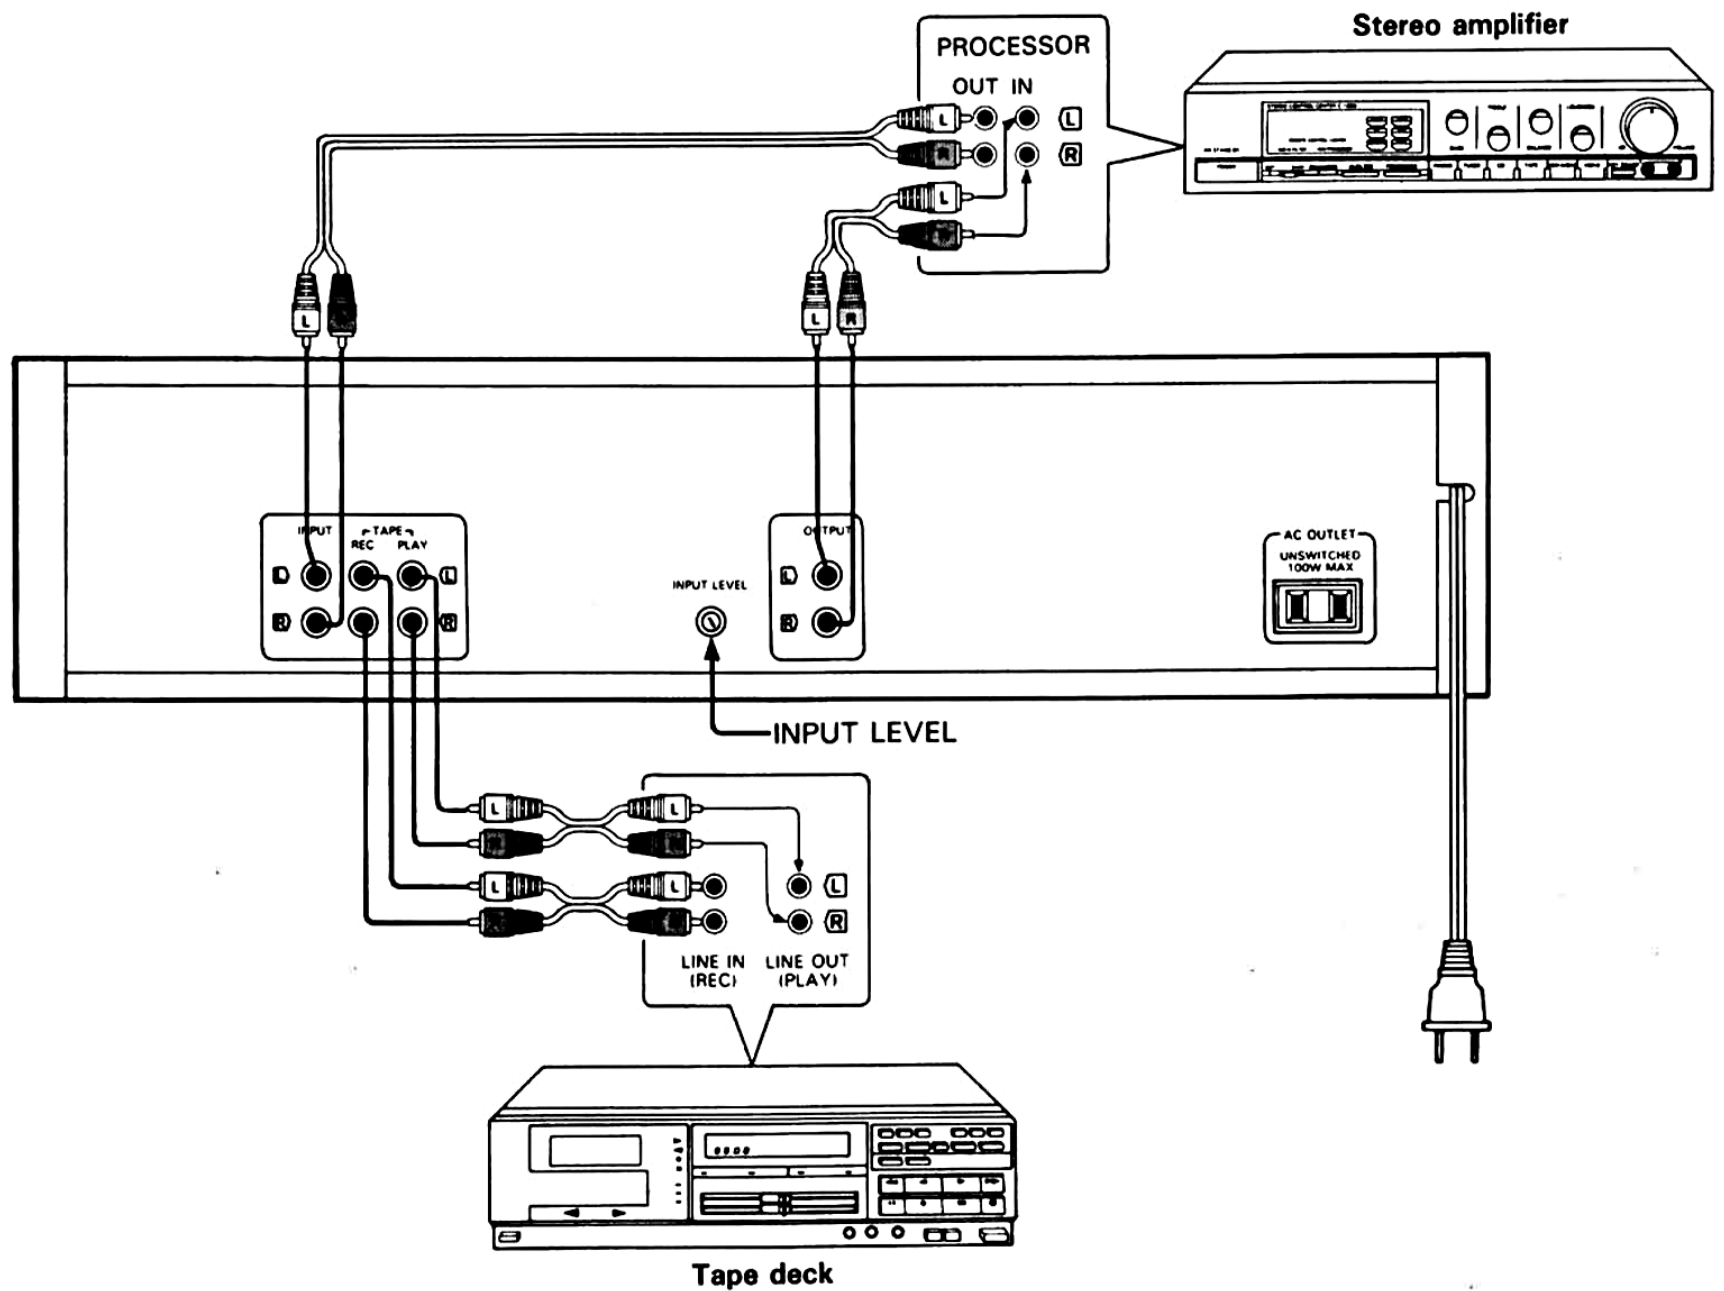 Stereo amplifier
PROCESSOR
OUT IN
L
L
R
R
L
L
L
R
INPUT
TAPE
REC
PLAY
L
L
R
R
INPUT LEVEL
OUTPUT
L
R
AC OUTLET
UNSWITCHED
100W MAX
INPUT LEVEL
L
L
L
L
L
R
LINE IN
(REC)
LINE OUT
(PLAY)
Tape deck